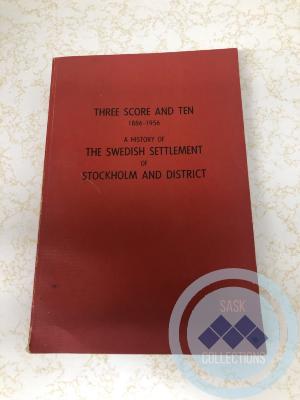 THREE SCORE AND TEN
1886-1956
A HISTORY OF
THE SWEDISH SETTLEMENT
OF
STOCKHOLM AND DISTRICT
SASK
COLLECTIONS